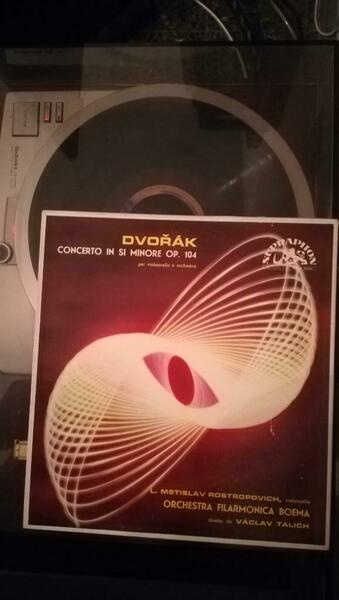 Technics
DVOŘÁK
CONCERTO IN SI MINORE OP. 104
per violoncello e orchestra
SUPRAPHON
L. MSTISLAV ROSTROPOVICH, violoncello
ORCHESTRA FILARMONICA BOEMA
diretta da VÁCLAV TALICH